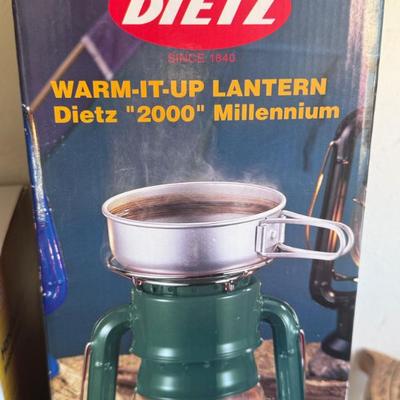 DIETZ
SINCE 1840
WARM-IT-UP LANTERN
Dietz "2000" Millennium